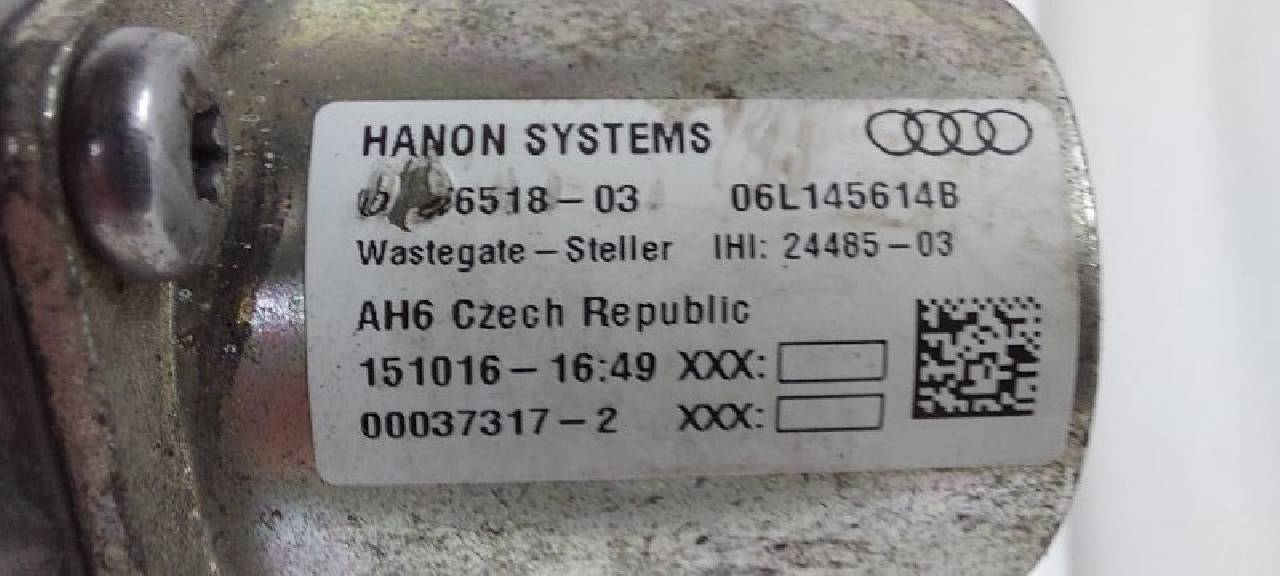 HANON SYSTEMS
6518-03 06L145614B
Wastegate-Steller IHI: 24485-03
AH6 Czech Republic
151016-16:49 XXX:
00037317-2 XXX: